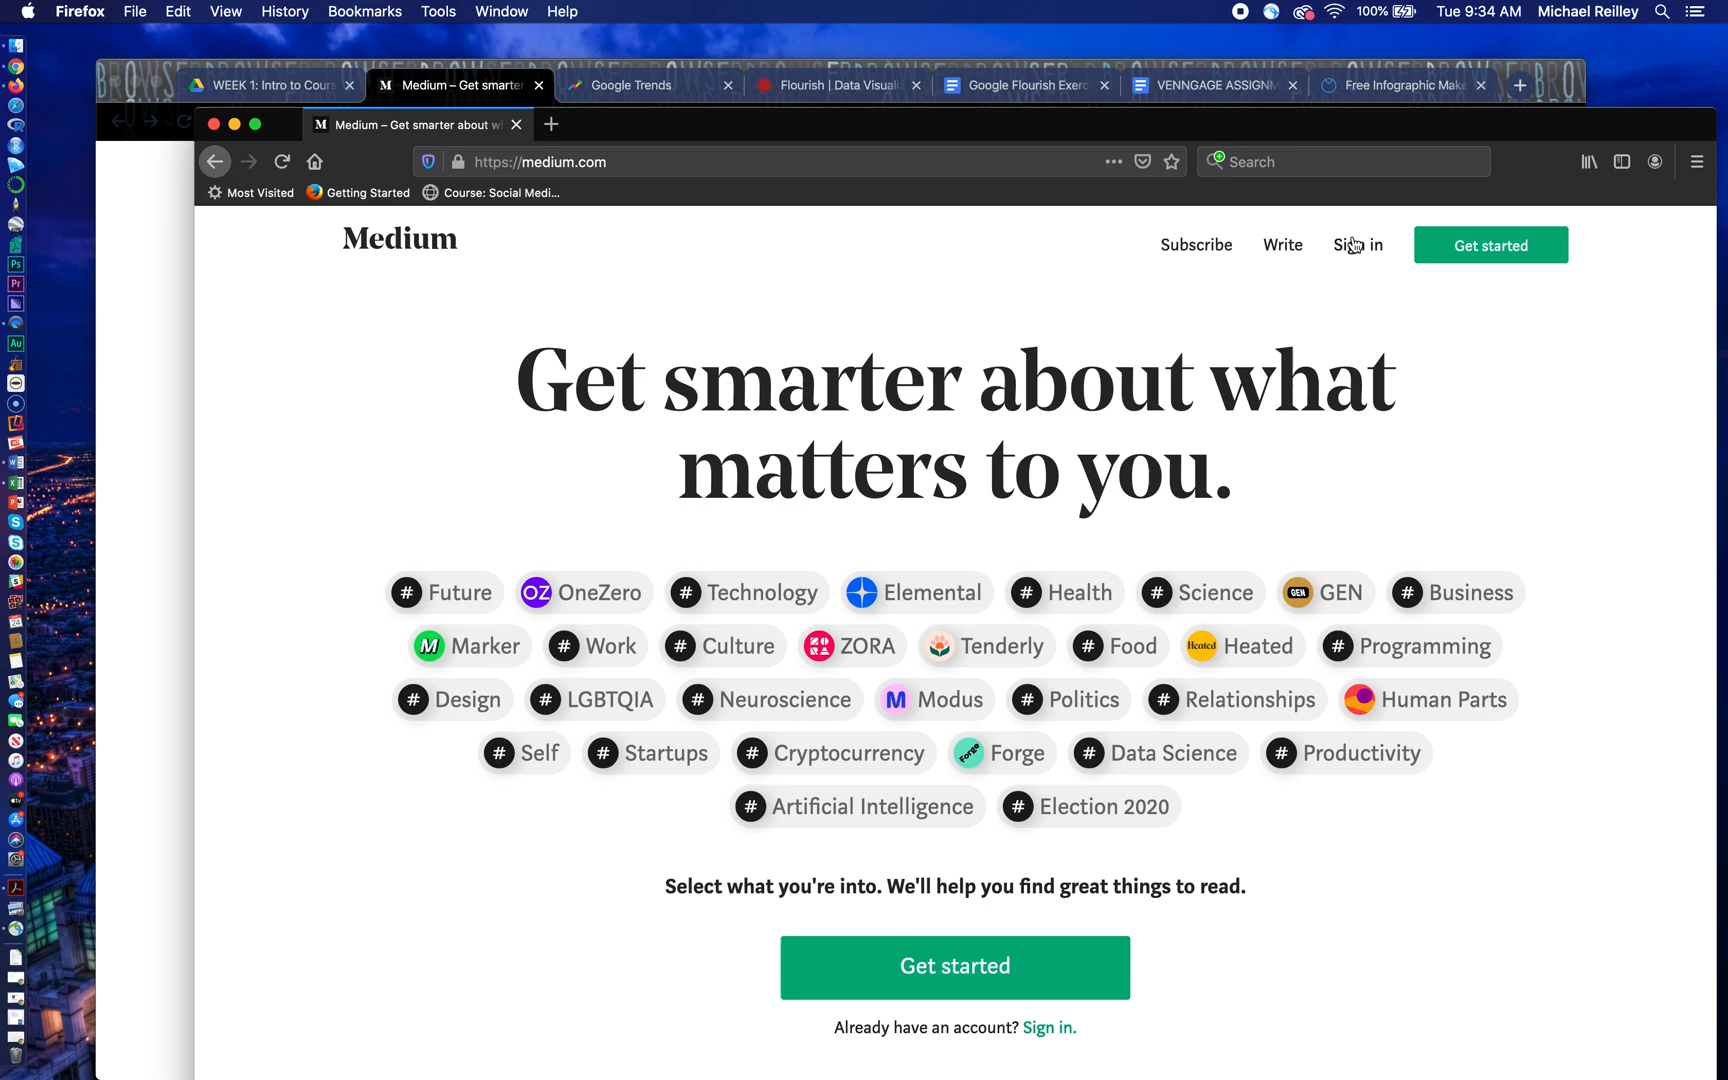 Firefox File Edit View History Bookmarks Tools Window Help 100% Tue 9:34 AM Michael Reilley
WEEK 1: Intro to Cours
Medium – Get smarter
Google Trends
Flourish | Data Visuali
Google Flourish Exerc
VENNGAGE ASSIGNM
Free Infographic Make
Medium – Get smarter about w
https://medium.com
Search
Most Visited Getting Started Course: Social Medi...
Medium
Subscribe Write Sign in Get started
Get smarter about what
matters to you.
# Future OZ OneZero # Technology Elemental # Health # Science GEN GEN # Business
M Marker # Work # Culture ZORA ZORA Tenderly # Food Heated Heated # Programming
# Design # LGBTQIA # Neuroscience M Modus # Politics # Relationships Human Parts
# Self # Startups # Cryptocurrency Forge Forge # Data Science # Productivity
# Artificial Intelligence # Election 2020
Select what you're into. We'll help you find great things to read.
Get started
Already have an account? Sign in.
Ps
Pr
Au